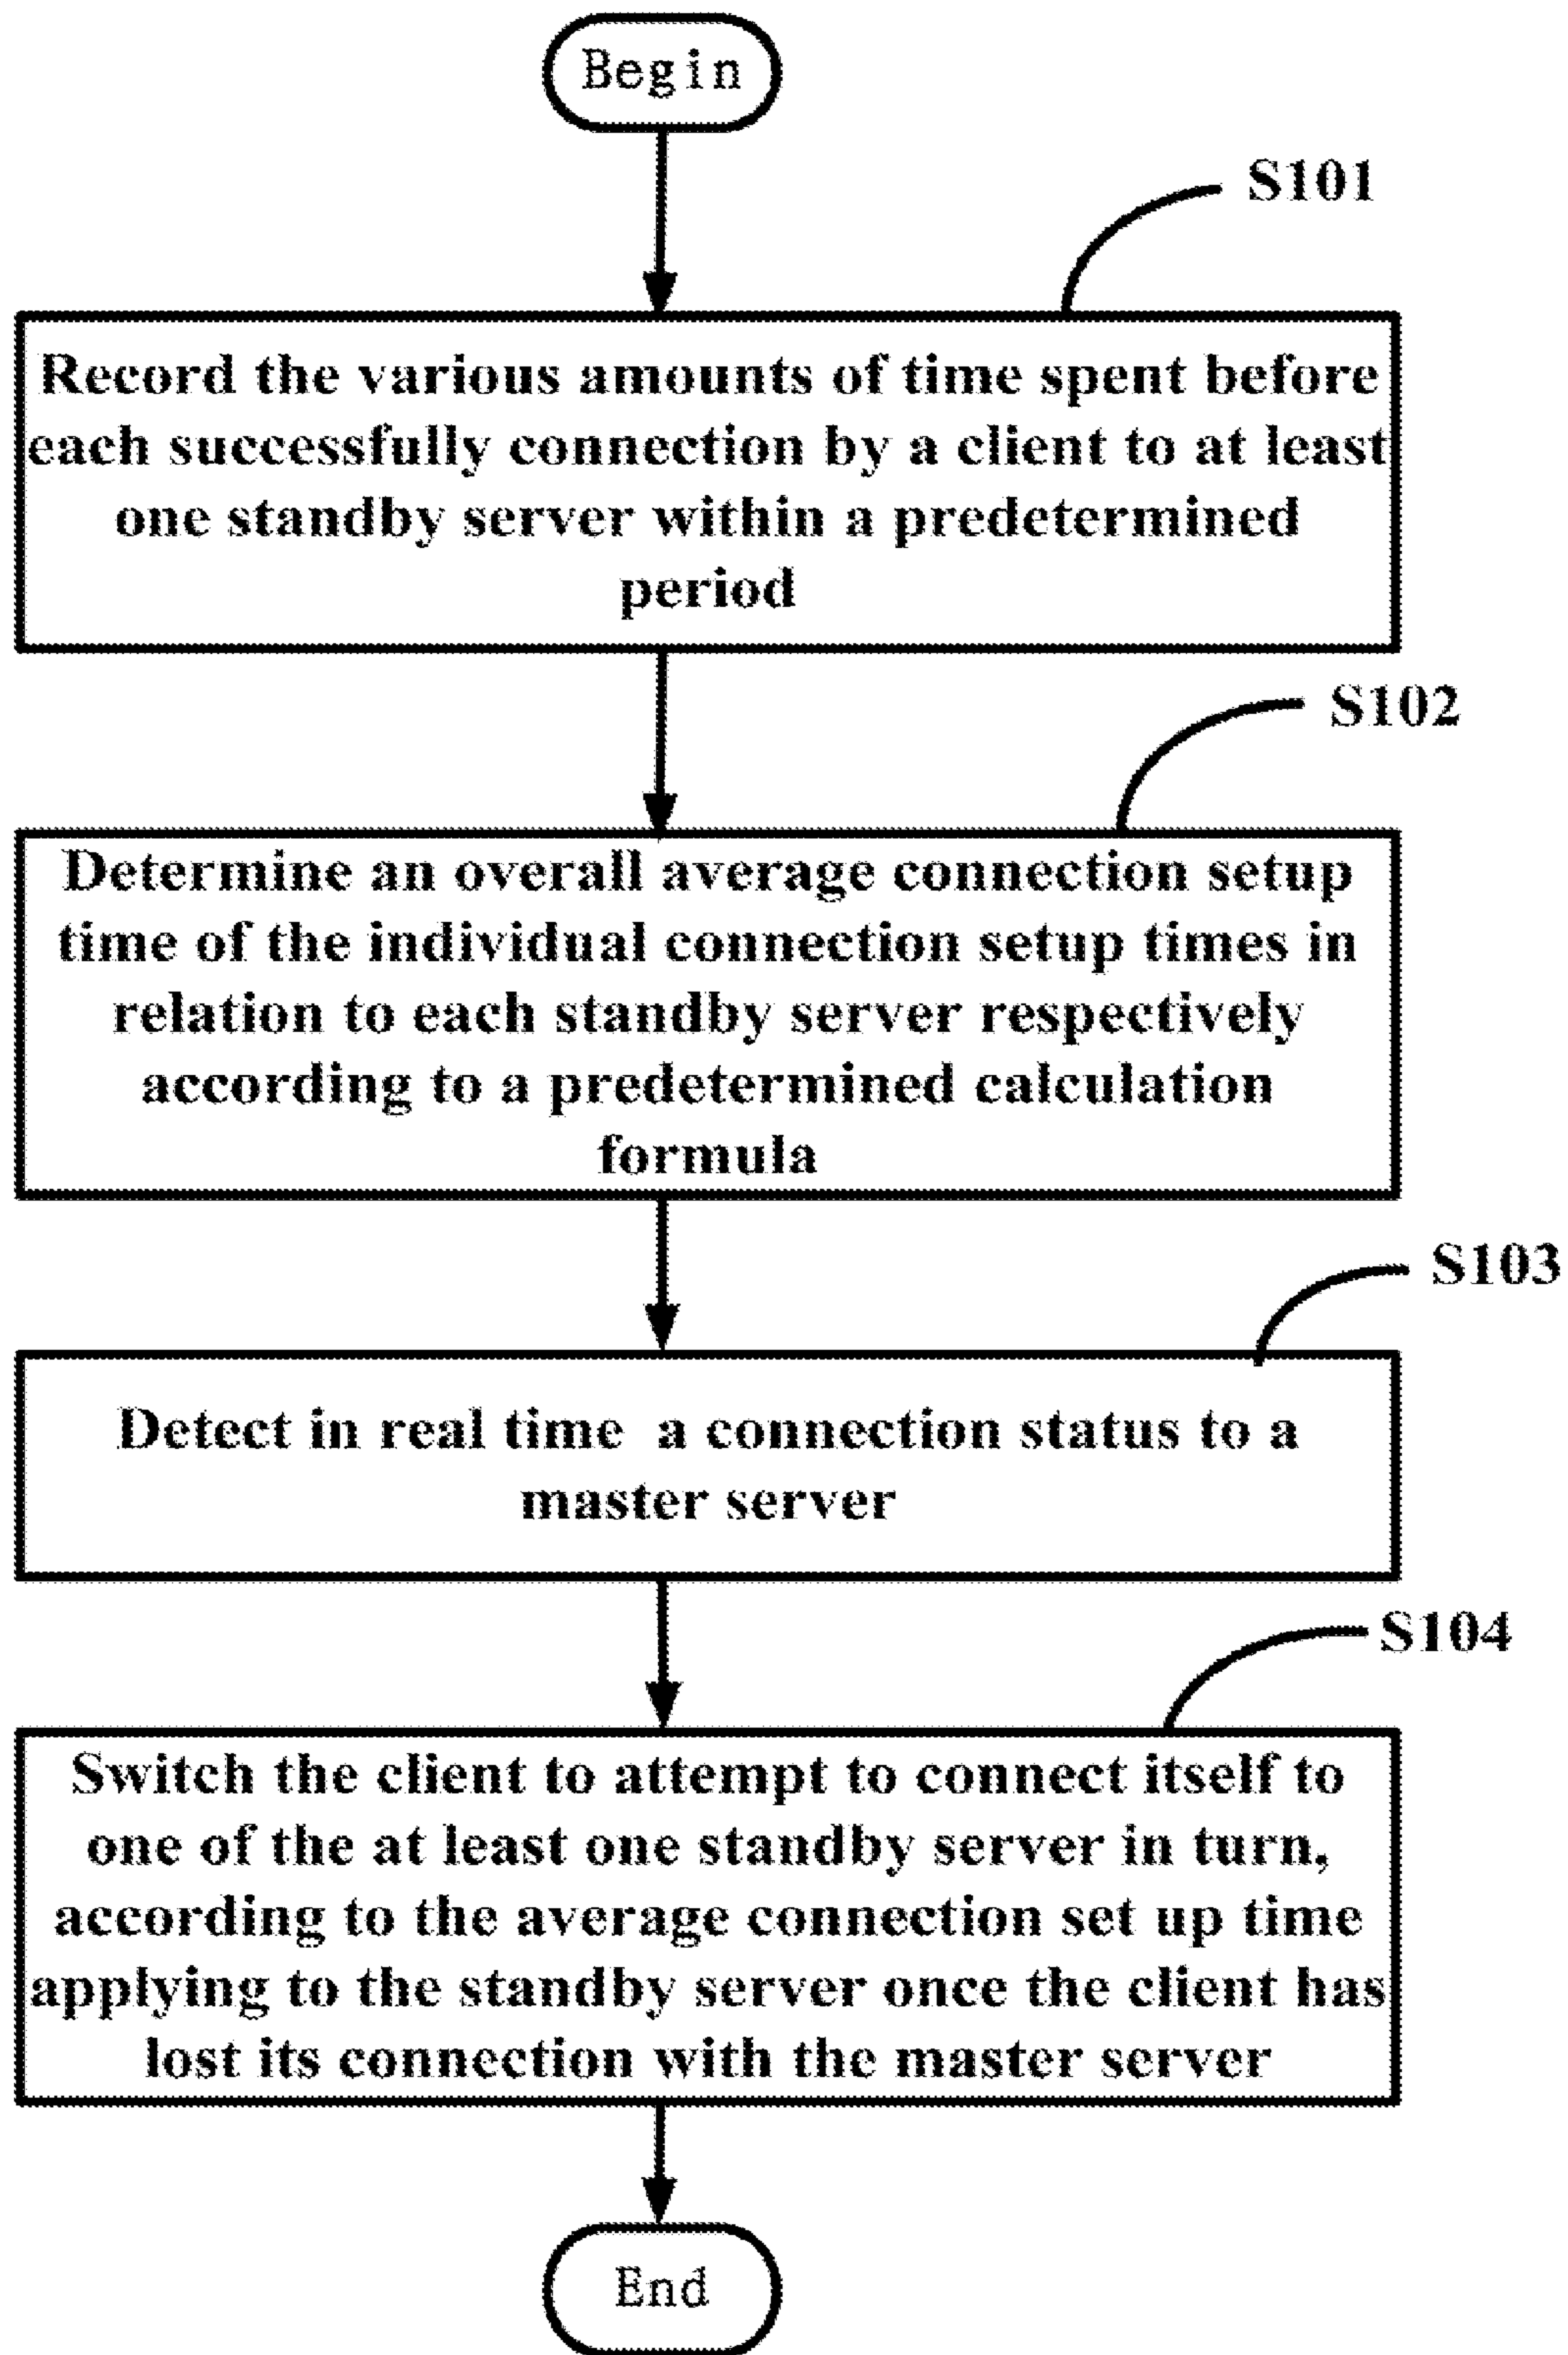 Begin
S101
Record the various amounts of time spent before
each successfully connection by a client to at least
one standby server within a predetermined
period
S102
Determine an overall average connection setup
time of the individual connection setup times in
relation to each standby server respectively
according to a predetermined calculation
formula
S103
Detect in real time a connection status to a
master server
S104
Switch the client to attempt to connect itself to
one of the at least one standby server in turn,
according to the average connection set up time
applying to the standby server once the client has
lost its connection with the master server
End